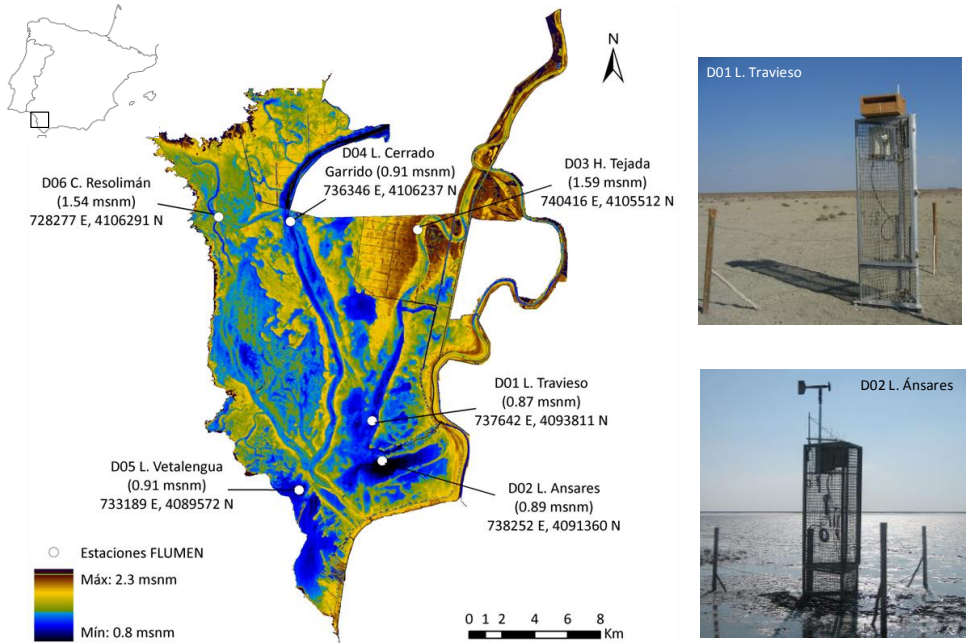 N
D04 L. Cerrado
Garrido (0.91 msnm)
736346 E, 4106237 N
D03 H. Tejada
(1.59 msnm)
740416 E, 4105512 N
D06 C. Resolimán
(1.54 msnm)
728277 E, 4106291 N
D01 L. Travieso
(0.87 msnm)
737642 E, 4093811 N
D05 L. Vetalengua
(0.91 msnm)
733189 E, 4089572 N
D02 L. Ansares
(0.89 msnm)
738252 E, 4091360 N
Estaciones FLUMEN
Máx: 2.3 msnm
Mín: 0.8 msnm
0 1 2 4 6 8
Km
D01 L. Travieso
D02 L. Ánsares